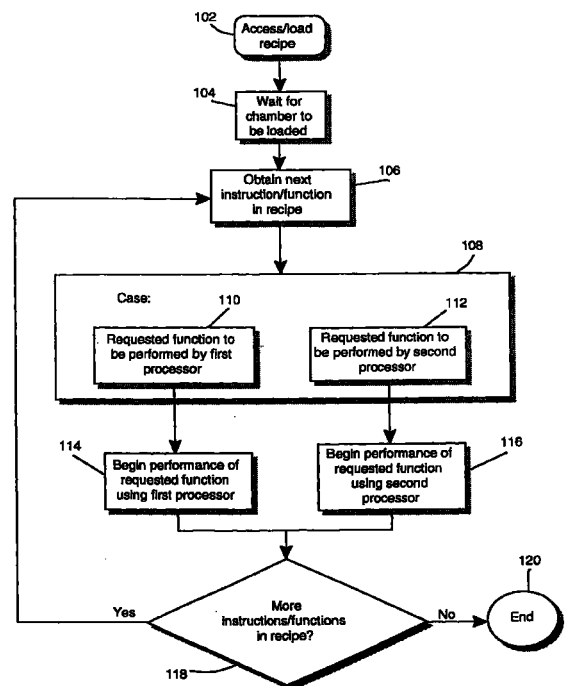 102
Access/load
recipe
104
Wait for
chamber to
be loaded
106
Obtain next
instruction/function
in recipe
108
Case:
110
112
Requested function to
be performed by first
processor
Requested function to
be performed by second
processor
114
Begin performance of
requested function
using first processor
116
Begin performance of
requested function
using second
processor
120
Yes
More
instructions/functions
in recipe?
No
End
118